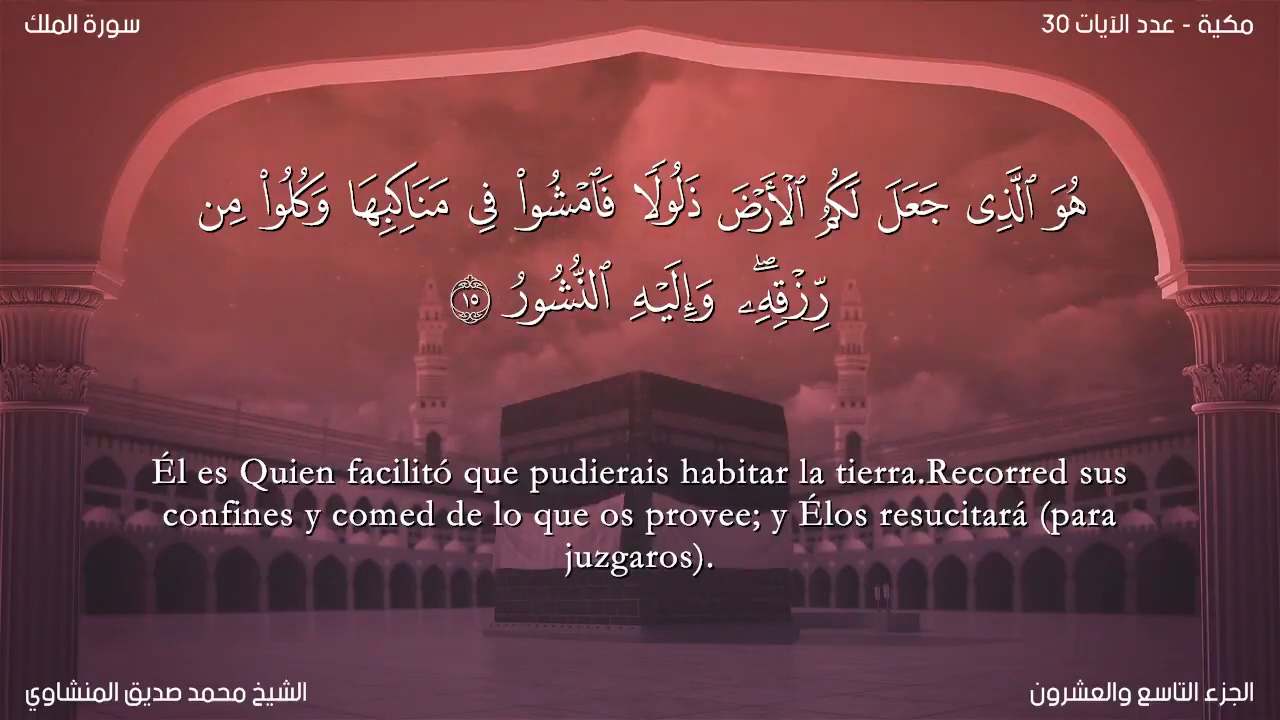 مكية - عدد الآيات 30
سورة الملك
هُوَ ٱلَّذِى جَعَلَ لَكُمُ ٱلْأَرْضَ ذَلُولًا فَٱمْشُوا۟ فِى مَنَاكِبِهَا وَكُلُوا۟ مِن
رِّزْقِهِۦ ۖ وَإِلَيْهِ ٱلنُّشُورُ ١٥
Él es Quien facilitó que pudierais habitar la tierra.Recorred sus
confines y comed de lo que os provee; y Élos resucitará (para
juzgaros).
الجزء التاسع والعشرون
الشيخ محمد صديق المنشاوي